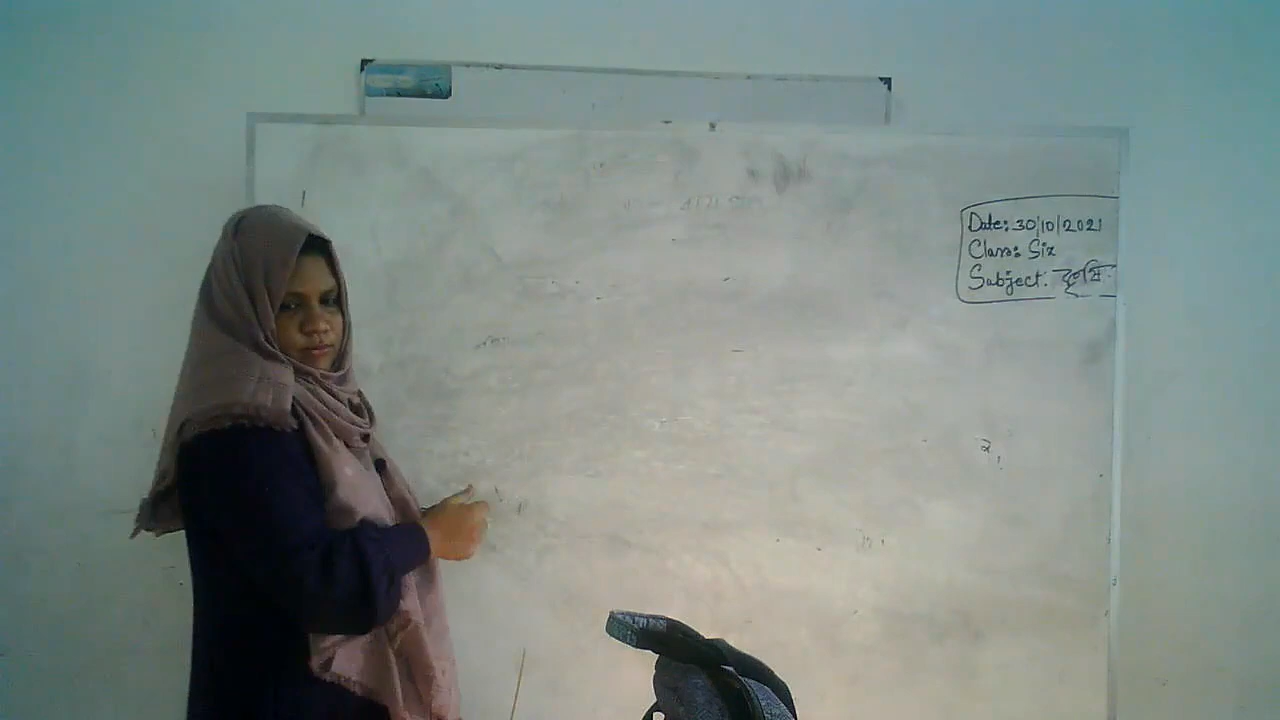 Date: 30/10/2021
Class: Six
Subject: কৃষি